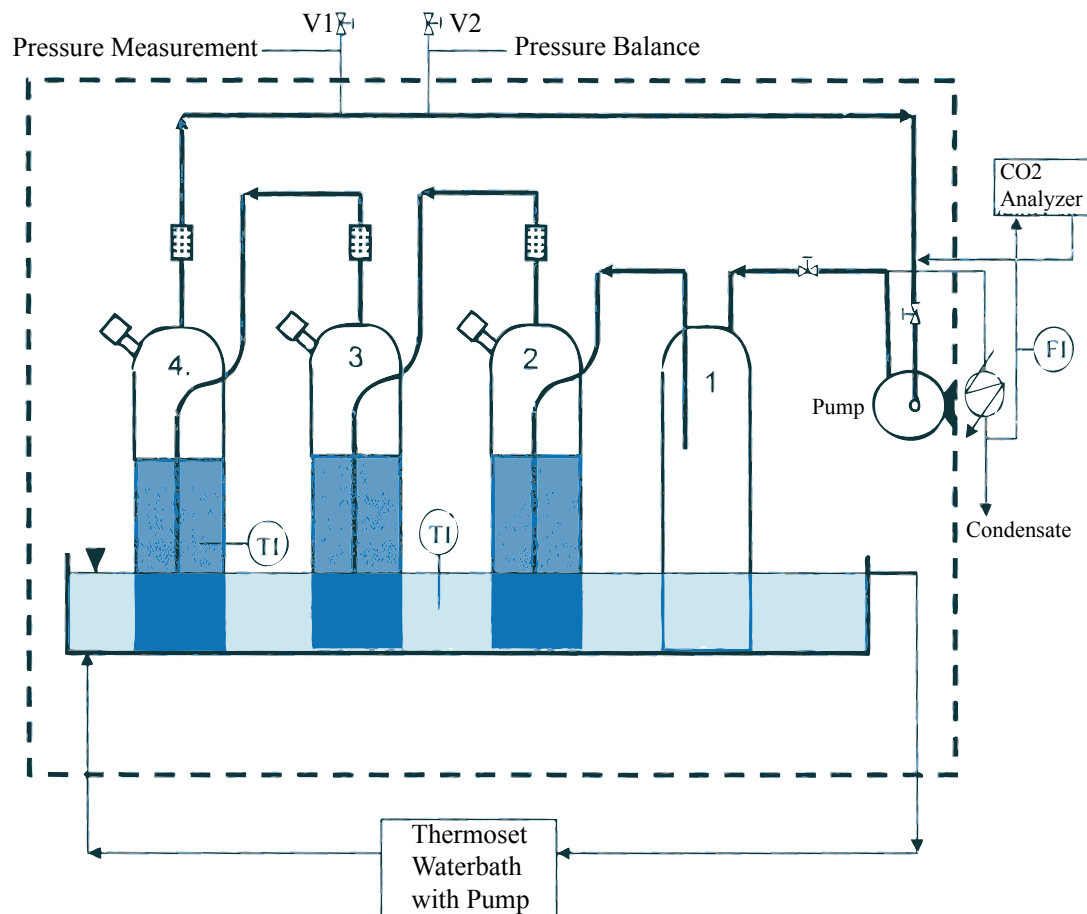 V1
V2
Pressure Measurement
Pressure Balance
CO2
Analyzer
4.
3
2
1
FI
Pump
TI
TI
Condensate
Thermoset
Waterbath
with Pump